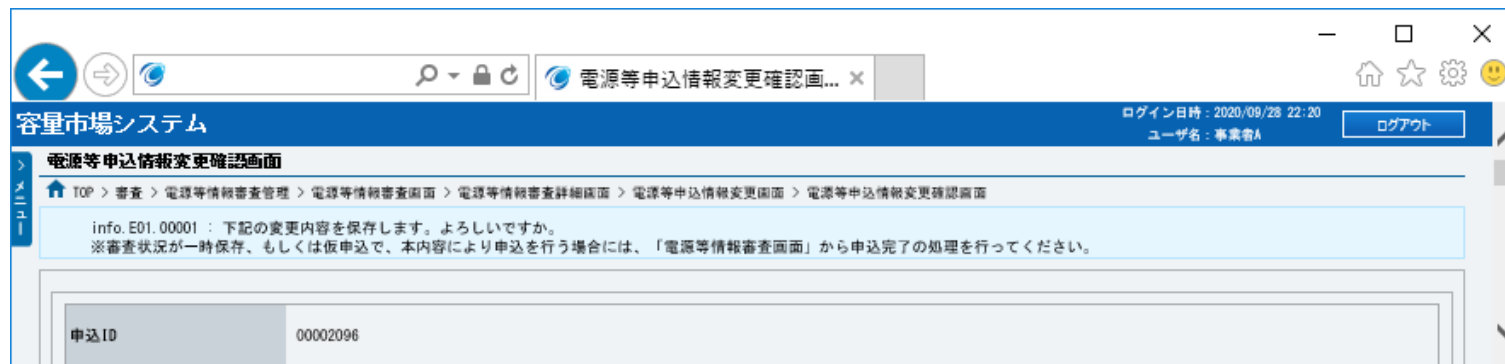 電源等申込情報変更確認画...
容量市場システム
ログイン日時：2020/09/28 22:20
ユーザ名：事業者A
ログアウト
メニュー
電源等申込情報変更確認画面
TOP > 審査 > 電源等情報審査管理 > 電源等情報審査画面 > 電源等情報審査詳細画面 > 電源等申込情報変更画面 > 電源等申込情報変更確認画面
info.E01.00001 ： 下記の変更内容を保存します。よろしいですか。
※審査状況が一時保存、もしくは仮申込で、本内容により申込を行う場合には、「電源等情報審査画面」から申込完了の処理を行ってください。
申込ID
00002096